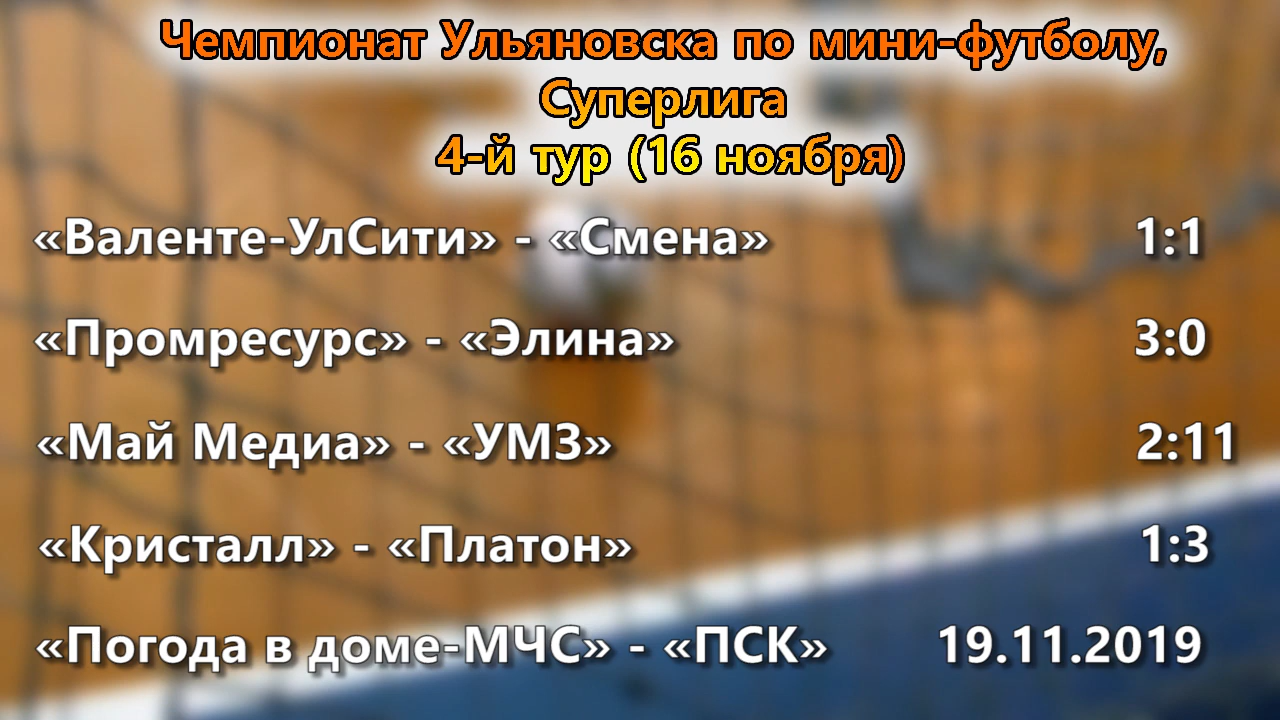 Чемпионат Ульяновска по мини-футболу,
Суперлига
4-й тур (16 ноября)
«Валенте-УлСити» - «Смена» 1:1
«Промресурс» - «Элина» 3:0
«Май Медиа» - «УМЗ» 2:11
«Кристалл» - «Платон» 1:3
«Погода в доме-МЧС» - «ПСК» 19.11.2019